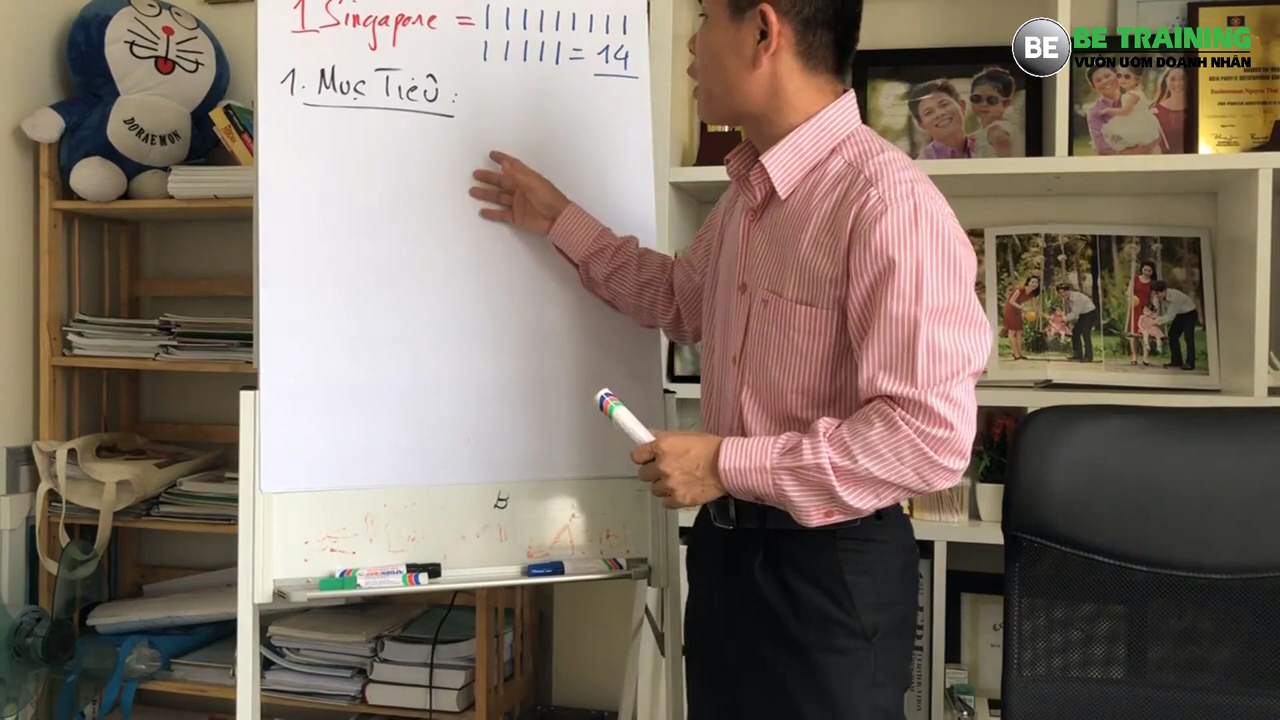 1 Singapore = | | | | | | | | |
| | | | | = 14
1. Mục Tiêu :
DORAEMON
BE BE TRAINING
VƯỜN ƯƠM DOANH NHÂN